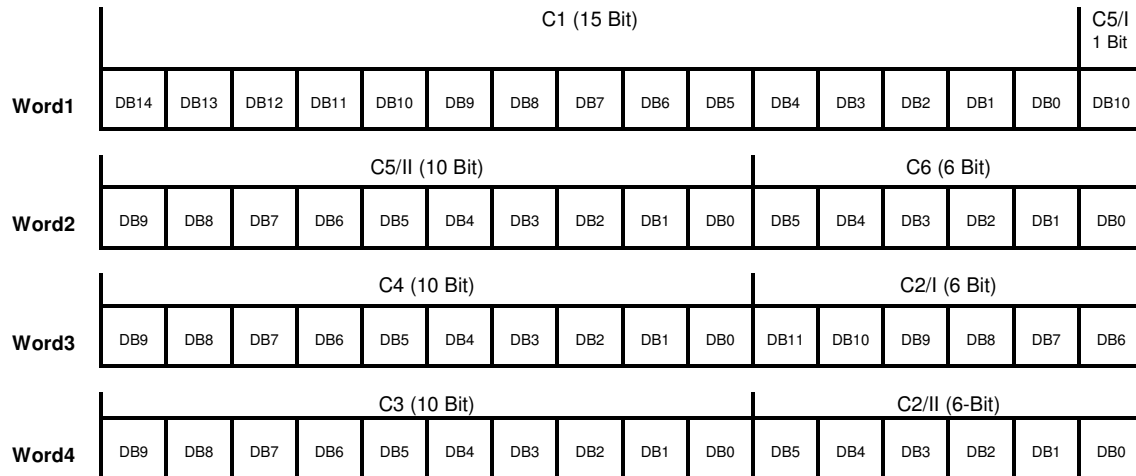 C1 (15 Bit) C5/I
1 Bit
Word1 DB14 DB13 DB12 DB11 DB10 DB9 DB8 DB7 DB6 DB5 DB4 DB3 DB2 DB1 DB0 DB10
C5/II (10 Bit) C6 (6 Bit)
Word2 DB9 DB8 DB7 DB6 DB5 DB4 DB3 DB2 DB1 DB0 DB5 DB4 DB3 DB2 DB1 DB0
C4 (10 Bit) C2/I (6 Bit)
Word3 DB9 DB8 DB7 DB6 DB5 DB4 DB3 DB2 DB1 DB0 DB11 DB10 DB9 DB8 DB7 DB6
C3 (10 Bit) C2/II (6-Bit)
Word4 DB9 DB8 DB7 DB6 DB5 DB4 DB3 DB2 DB1 DB0 DB5 DB4 DB3 DB2 DB1 DB0